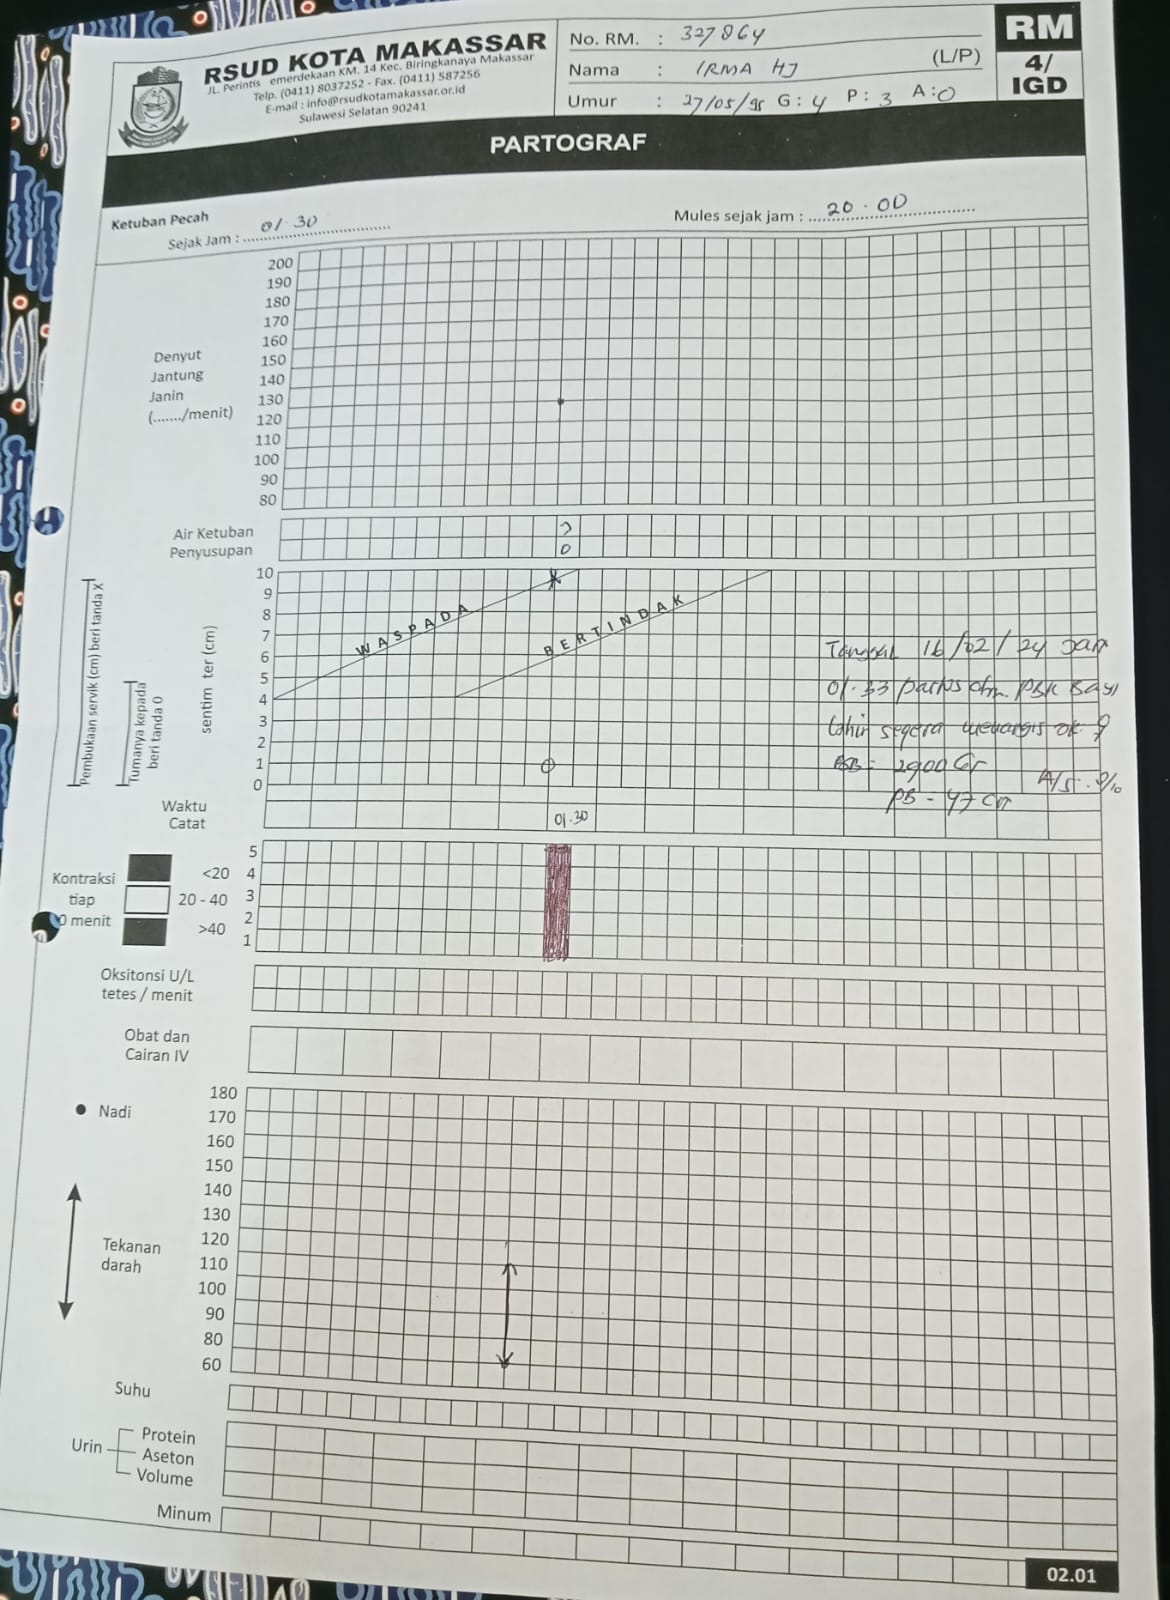 RSUD KOTA MAKASSAR
JL. Perintis emerdekaan KM. 14 Kec. Biringkanaya Makassar
Telp. (0411) 8037252 - Fax. (0411) 587256
E-mail : info@rsudkotamakassar.or.id
Sulawesi Selatan 90241
No. RM. : 327864
Nama : IRMA HJ (L/P)
Umur : 27/05/95 G: 4 P: 3 A: 0
RM
4/
IGD
PARTOGRAF
Ketuban Pecah
Sejak Jam : 01.30
Mules sejak jam : 20.00
200
190
180
170
160
150
140
130
120
110
100
90
80
Denyut
Jantung
Janin
(......./menit)
Air Ketuban
Penyusupan
0
Pembukaan servik (cm) beri tanda X
Tumanya kepada
beri tanda 0
sentim ter (cm)
10
9
8
7
6
5
4
3
2
1
0
WASPADA
BERTINDAK
Tanggal 16/02/24 Jam
01.33 partus dgn. PBK Bayi
Lahir segera menangis
BB = 2900 Gr
PB - 47 cm
A/S
Waktu
Catat
01.30
Kontraksi
tiap
0 menit
<20
20 - 40
>40
5
4
3
2
1
Oksitonsi U/L
tetes / menit
Obat dan
Cairan IV
Nadi
Tekanan
darah
180
170
160
150
140
130
120
110
100
90
80
60
Suhu
Urin
Protein
Aseton
Volume
Minum
02.01